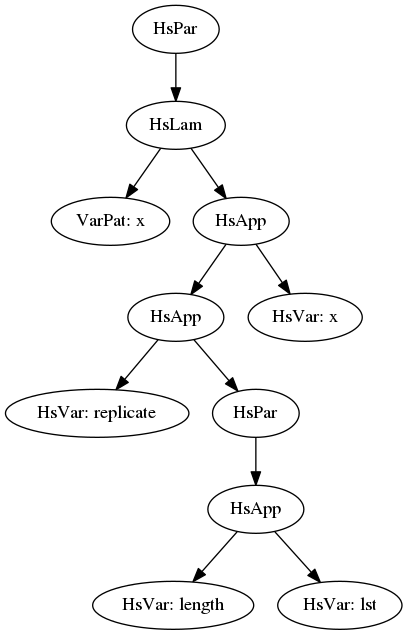 HsPar
HsLam
VarPat: x
HsApp
HsApp
HsVar: x
HsVar: replicate
HsPar
HsApp
HsVar: length
HsVar: lst